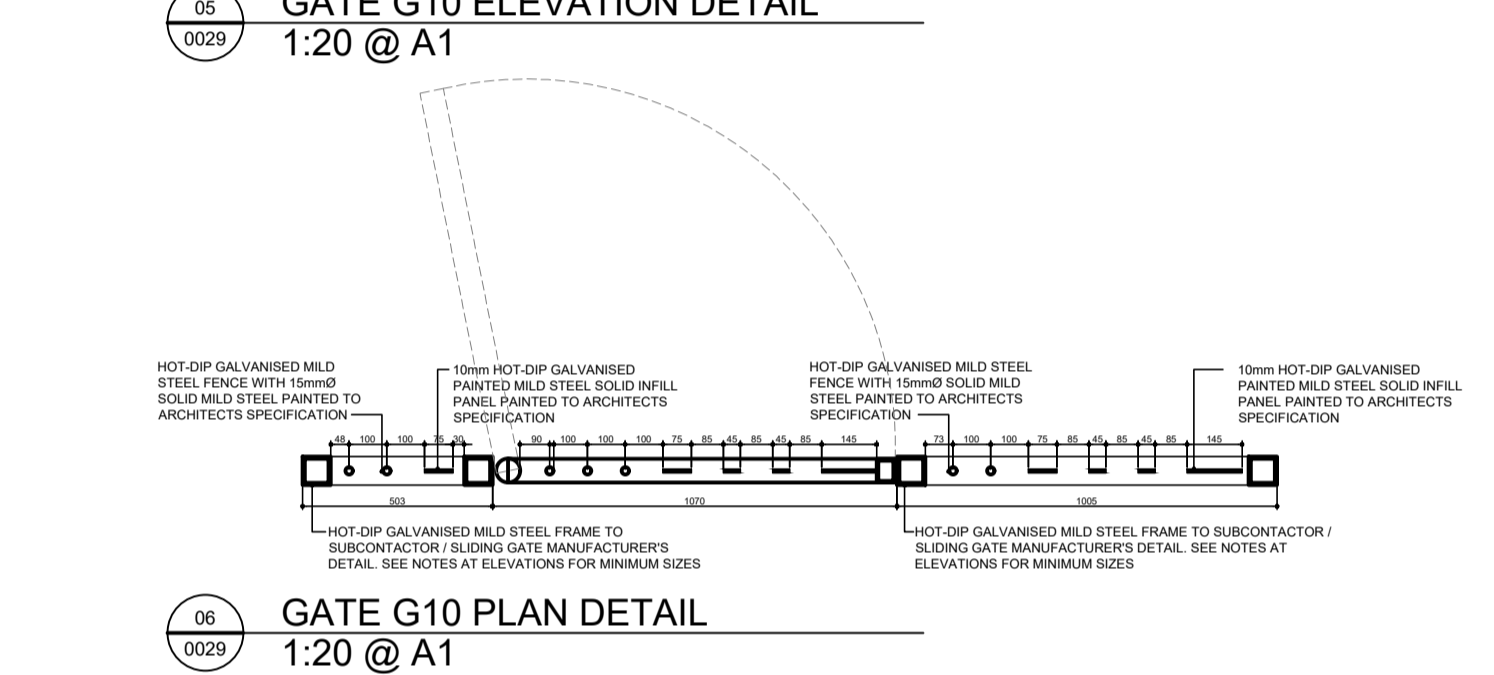 05
GATE G10 ELEVATION DETAIL
0029
1:20 @ A1
HOT-DIP GALVANISED MILD
STEEL FENCE WITH 15mmØ
SOLID MILD STEEL PAINTED TO
ARCHITECTS SPECIFICATION
10mm HOT-DIP GALVANISED
PAINTED MILD STEEL SOLID INFILL
PANEL PAINTED TO ARCHITECTS
SPECIFICATION
HOT-DIP GALVANISED MILD STEEL
FENCE WITH 15mmØ SOLID MILD
STEEL PAINTED TO ARCHITECTS
SPECIFICATION
10mm HOT-DIP GALVANISED
PAINTED MILD STEEL SOLID INFILL
PANEL PAINTED TO ARCHITECTS
SPECIFICATION
48 100 100 75 30 90 100 100 100 75 85 45 85 45 85 145 73 100 100 75 85 45 85 45 85 145
503 1070 1005
HOT-DIP GALVANISED MILD STEEL FRAME TO
SUBCONTACTOR / SLIDING GATE MANUFACTURER'S
DETAIL. SEE NOTES AT ELEVATIONS FOR MINIMUM SIZES
HOT-DIP GALVANISED MILD STEEL FRAME TO SUBCONTACTOR /
SLIDING GATE MANUFACTURER'S DETAIL. SEE NOTES AT
ELEVATIONS FOR MINIMUM SIZES
06
GATE G10 PLAN DETAIL
0029
1:20 @ A1